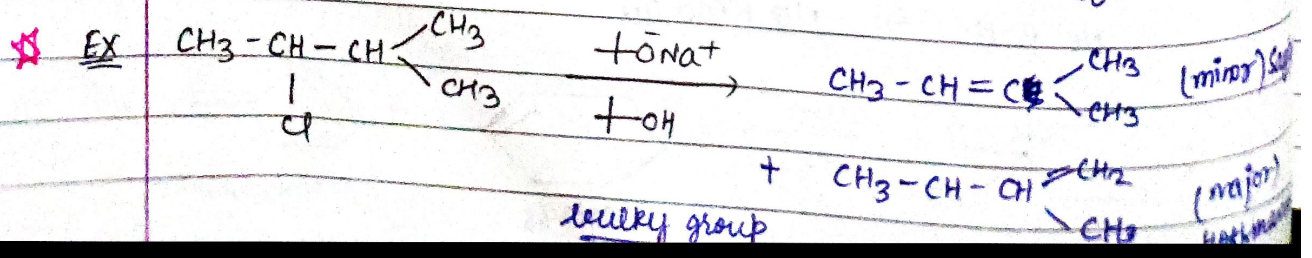 EX CH3 - CH - CH CH3 +ŌNa+ CH3 - CH = C CH3 (minor)
Cl CH3 +OH CH3
+ CH3 - CH - CH CH2 (major)
bulky group CH3